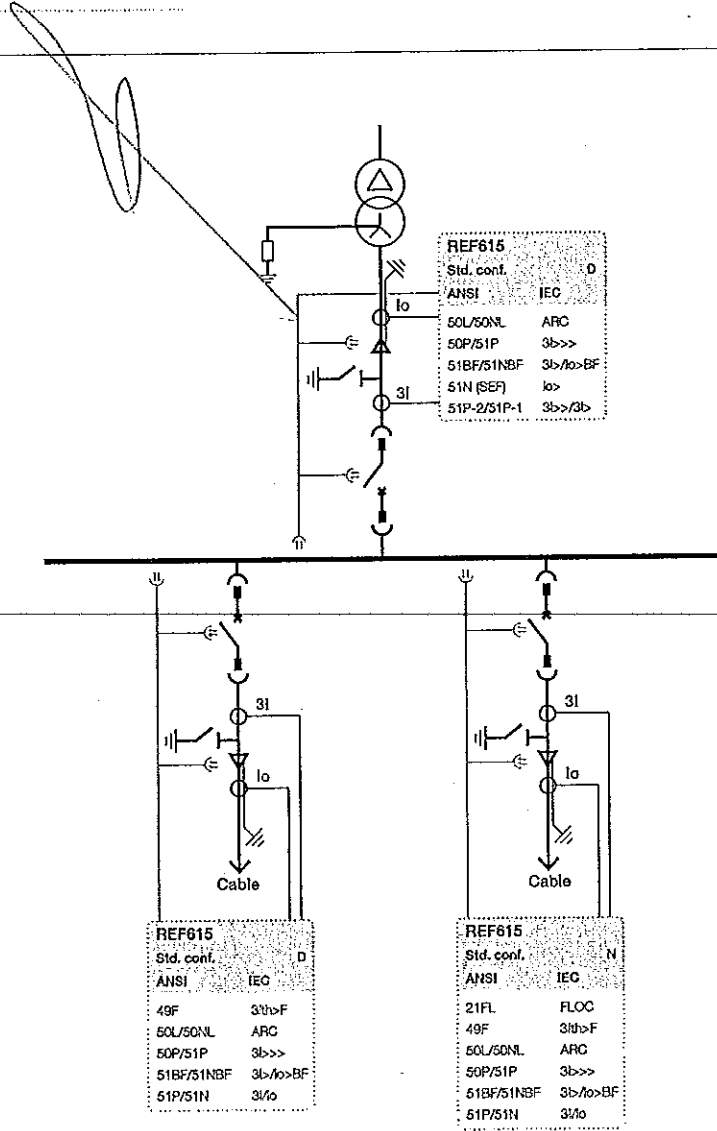 REF615
Std. conf. D
ANSI IEC
50L/50NL ARC
50P/51P 3I>>>
51BF/51NBF 3I>/Io>BF
51N (SEF) Io>
51P-2/51P-1 3I>>/3I>
Io
3I
3I
Io
Cable
3I
Io
Cable
REF615
Std. conf. D
ANSI IEC
49F 3Ith>F
50L/50NL ARC
50P/51P 3I>>>
51BF/51NBF 3I>/Io>BF
51P/51N 3I/Io
REF615
Std. conf. N
ANSI IEC
21FL FLOC
49F 3Ith>F
50L/50NL ARC
50P/51P 3I>>>
51BF/51NBF 3I>/Io>BF
51P/51N 3I/Io